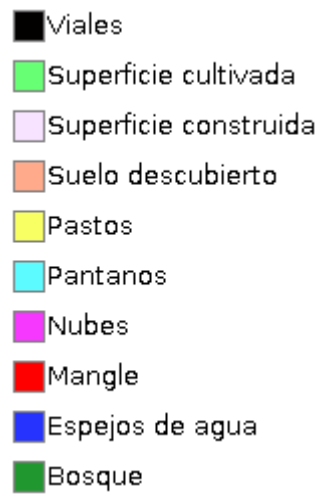 Viales
Superficie cultivada
Superficie construida
Suelo descubierto
Pastos
Pantanos
Nubes
Mangle
Espejos de agua
Bosque